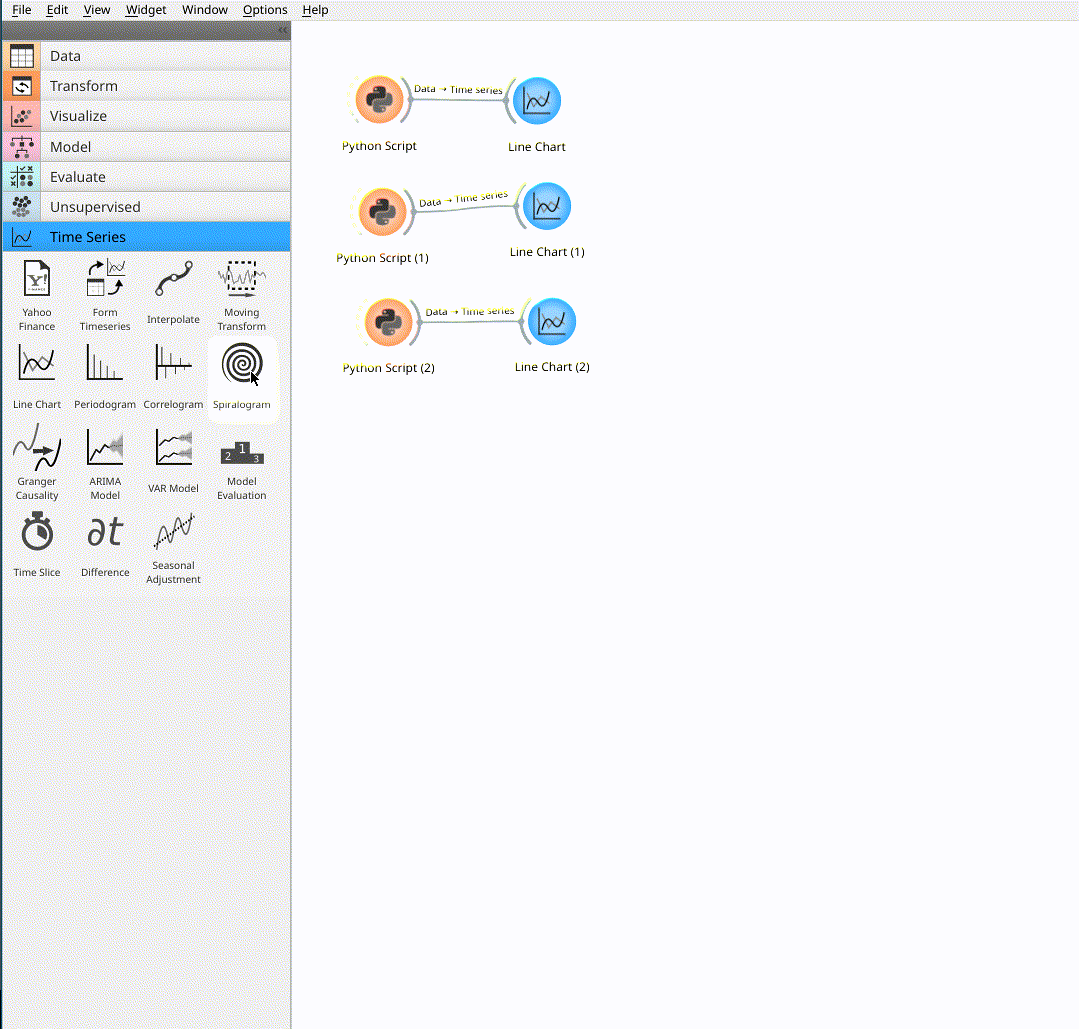 File Edit View Widget Window Options Help
Data
Transform
Visualize
Model
Evaluate
Unsupervised
Time Series
Yahoo Finance
Form Timeseries
Interpolate
Moving Transform
Line Chart
Periodogram
Correlogram
Spiralogram
Granger Causality
ARIMA Model
VAR Model
Model Evaluation
Time Slice
∂t
Difference
Seasonal Adjustment
Data → Time series
Python Script
Line Chart
Data → Time series
Python Script (1)
Line Chart (1)
Data → Time series
Python Script (2)
Line Chart (2)